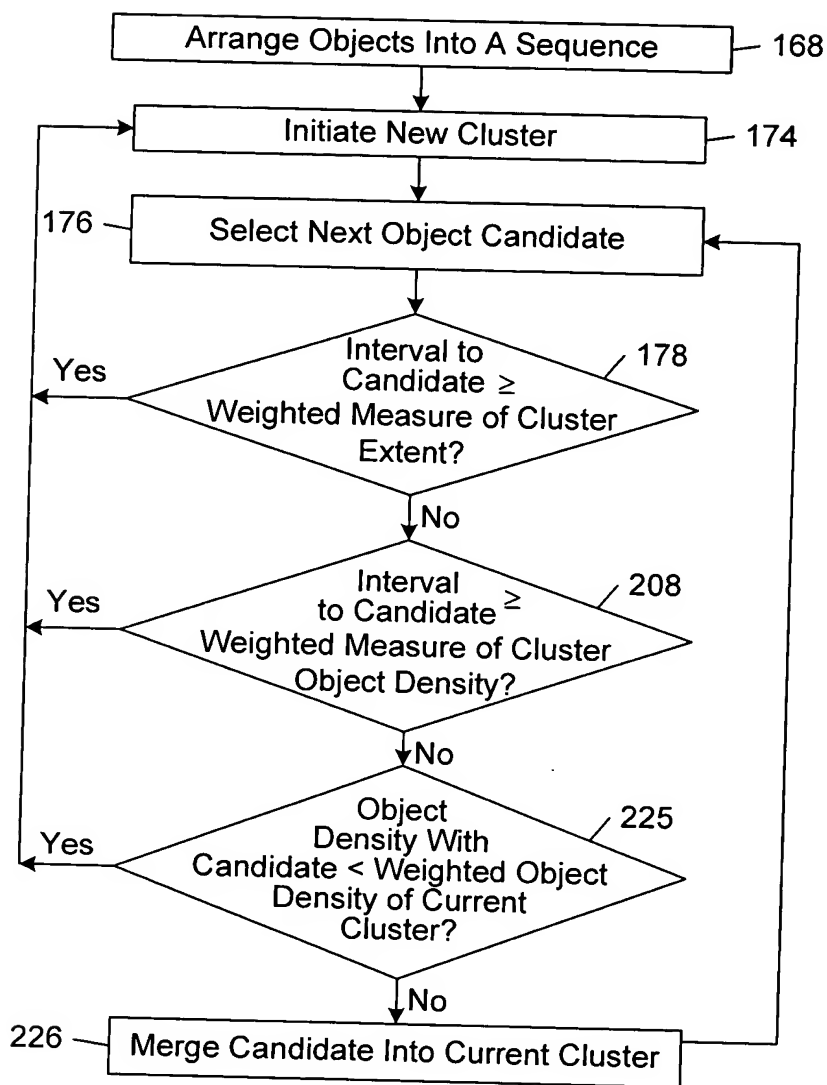 Arrange Objects Into A Sequence
168
Initiate New Cluster
174
176
Select Next Object Candidate
Interval to
Candidate ≥
Weighted Measure of Cluster
Extent?
178
Yes
No
Interval
to Candidate ≥
Weighted Measure of Cluster
Object Density?
208
Yes
No
Object
Density With
Candidate < Weighted Object
Density of Current
Cluster?
225
Yes
No
226
Merge Candidate Into Current Cluster